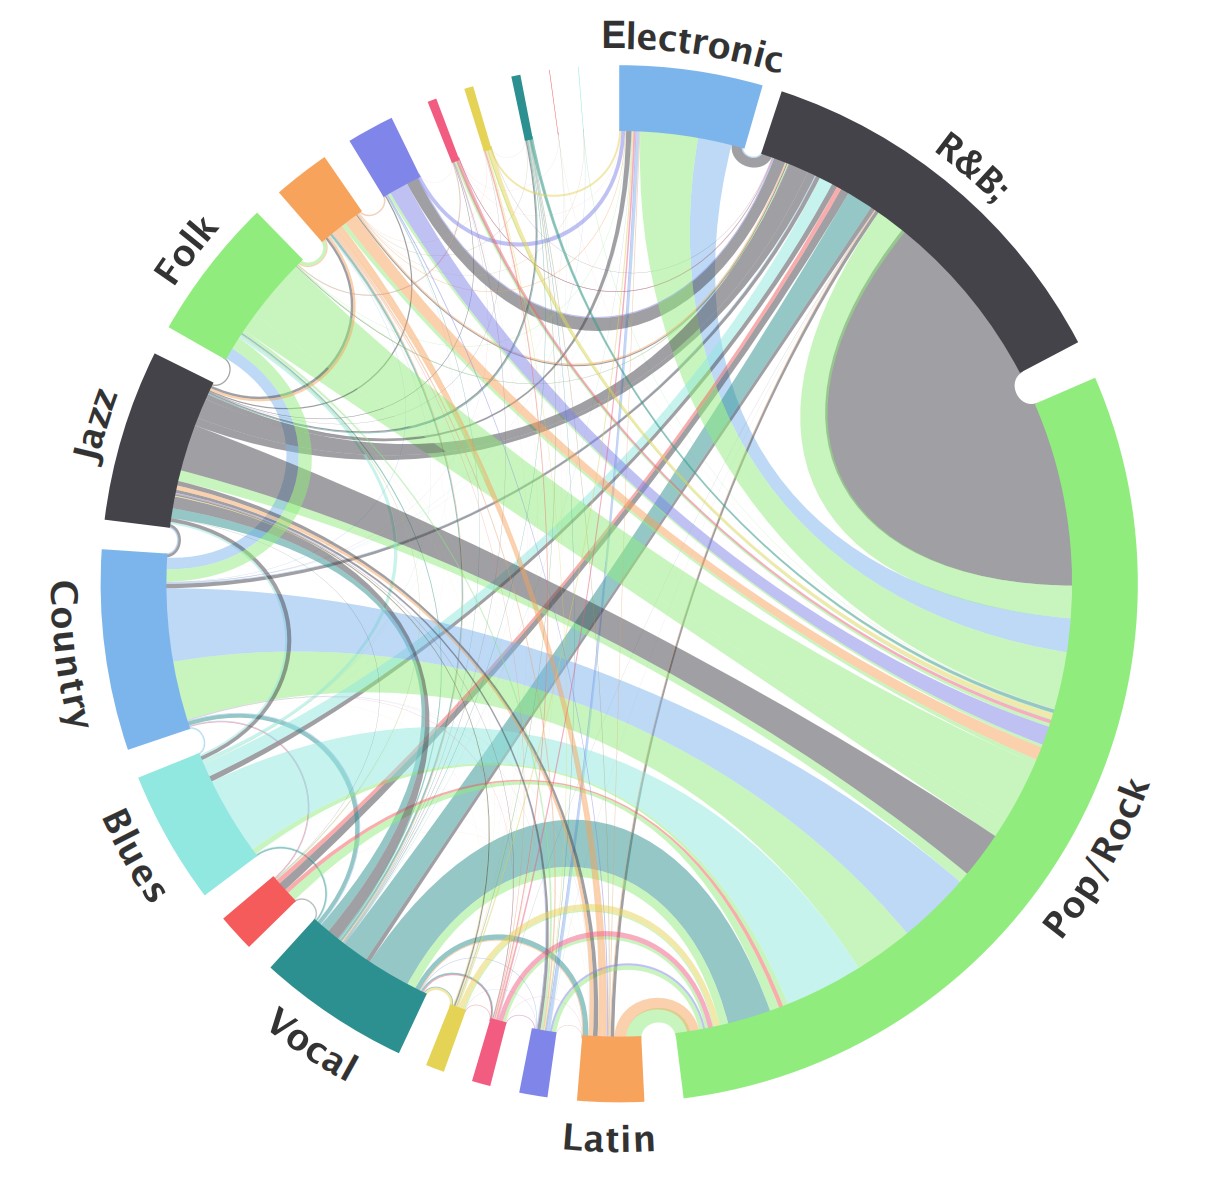 Electronic
R&B;
Folk
Jazz
Country
Blues
Vocal
Latin
Pop/Rock